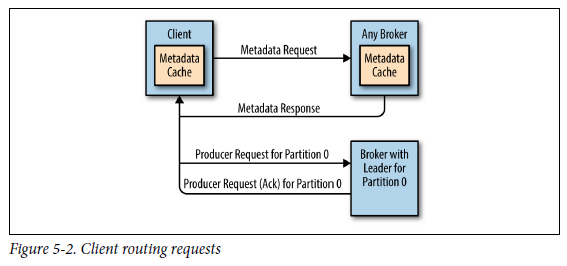 Client
Metadata
Cache
Metadata Request
Any Broker
Metadata
Cache
Metadata Response
Producer Request for Partition 0
Producer Request (Ack) for Partition 0
Broker with
Leader for
Partition 0
Figure 5-2. Client routing requests